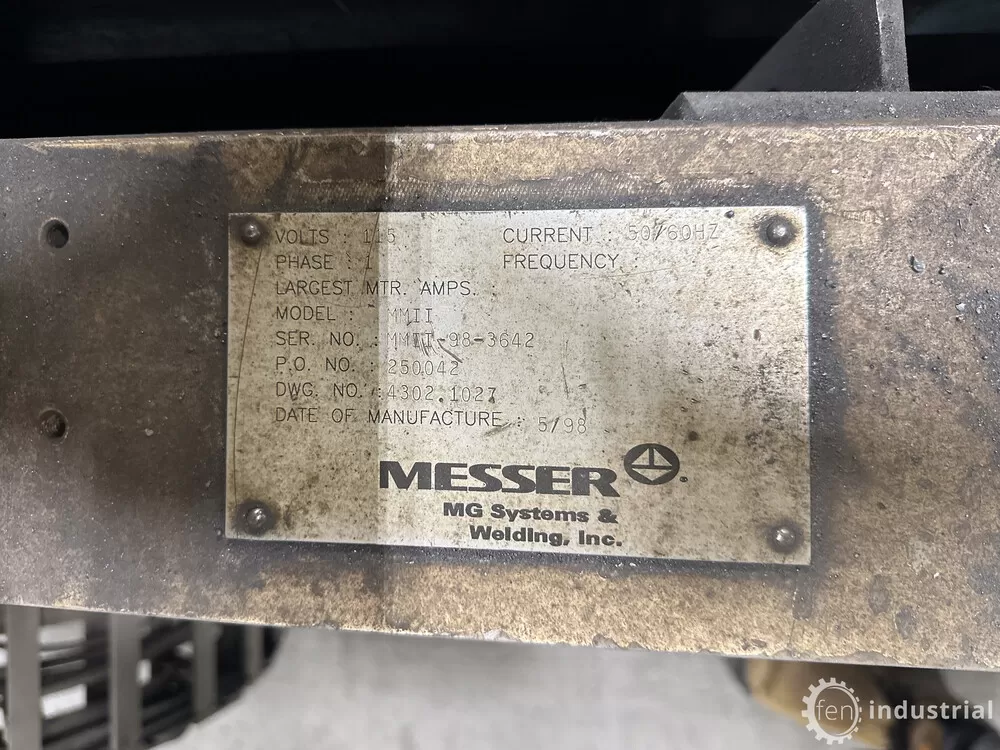 VOLTS : 115 CURRENT : 50/60HZ
PHASE : 1 FREQUENCY :
LARGEST MTR. AMPS. :
MODEL : MMII
SER. NO. : MMII-98-3642
P.O. NO. : 250042
DWG. NO. : 4302.1027
DATE OF MANUFACTURE : 5/98
MESSER
MG Systems &
Welding, Inc.
fen industrial